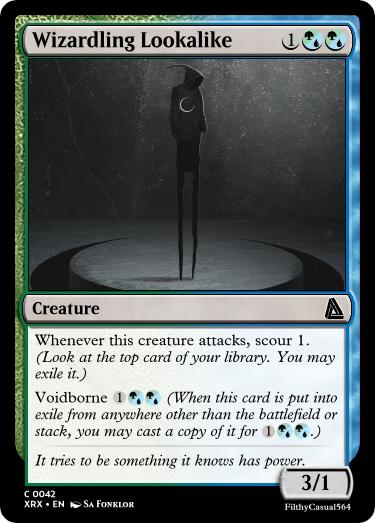 Wizardling Lookalike 1
Creature
Whenever this creature attacks, scour 1.
(Look at the top card of your library. You may
exile it.)
Voidborne 1 (When this card is put into
exile from anywhere other than the battlefield or
stack, you may cast a copy of it for 1.)
It tries to be something it knows has power.
3/1
C 0042
XRX • EN SA FONKLOR
FilthyCasual564